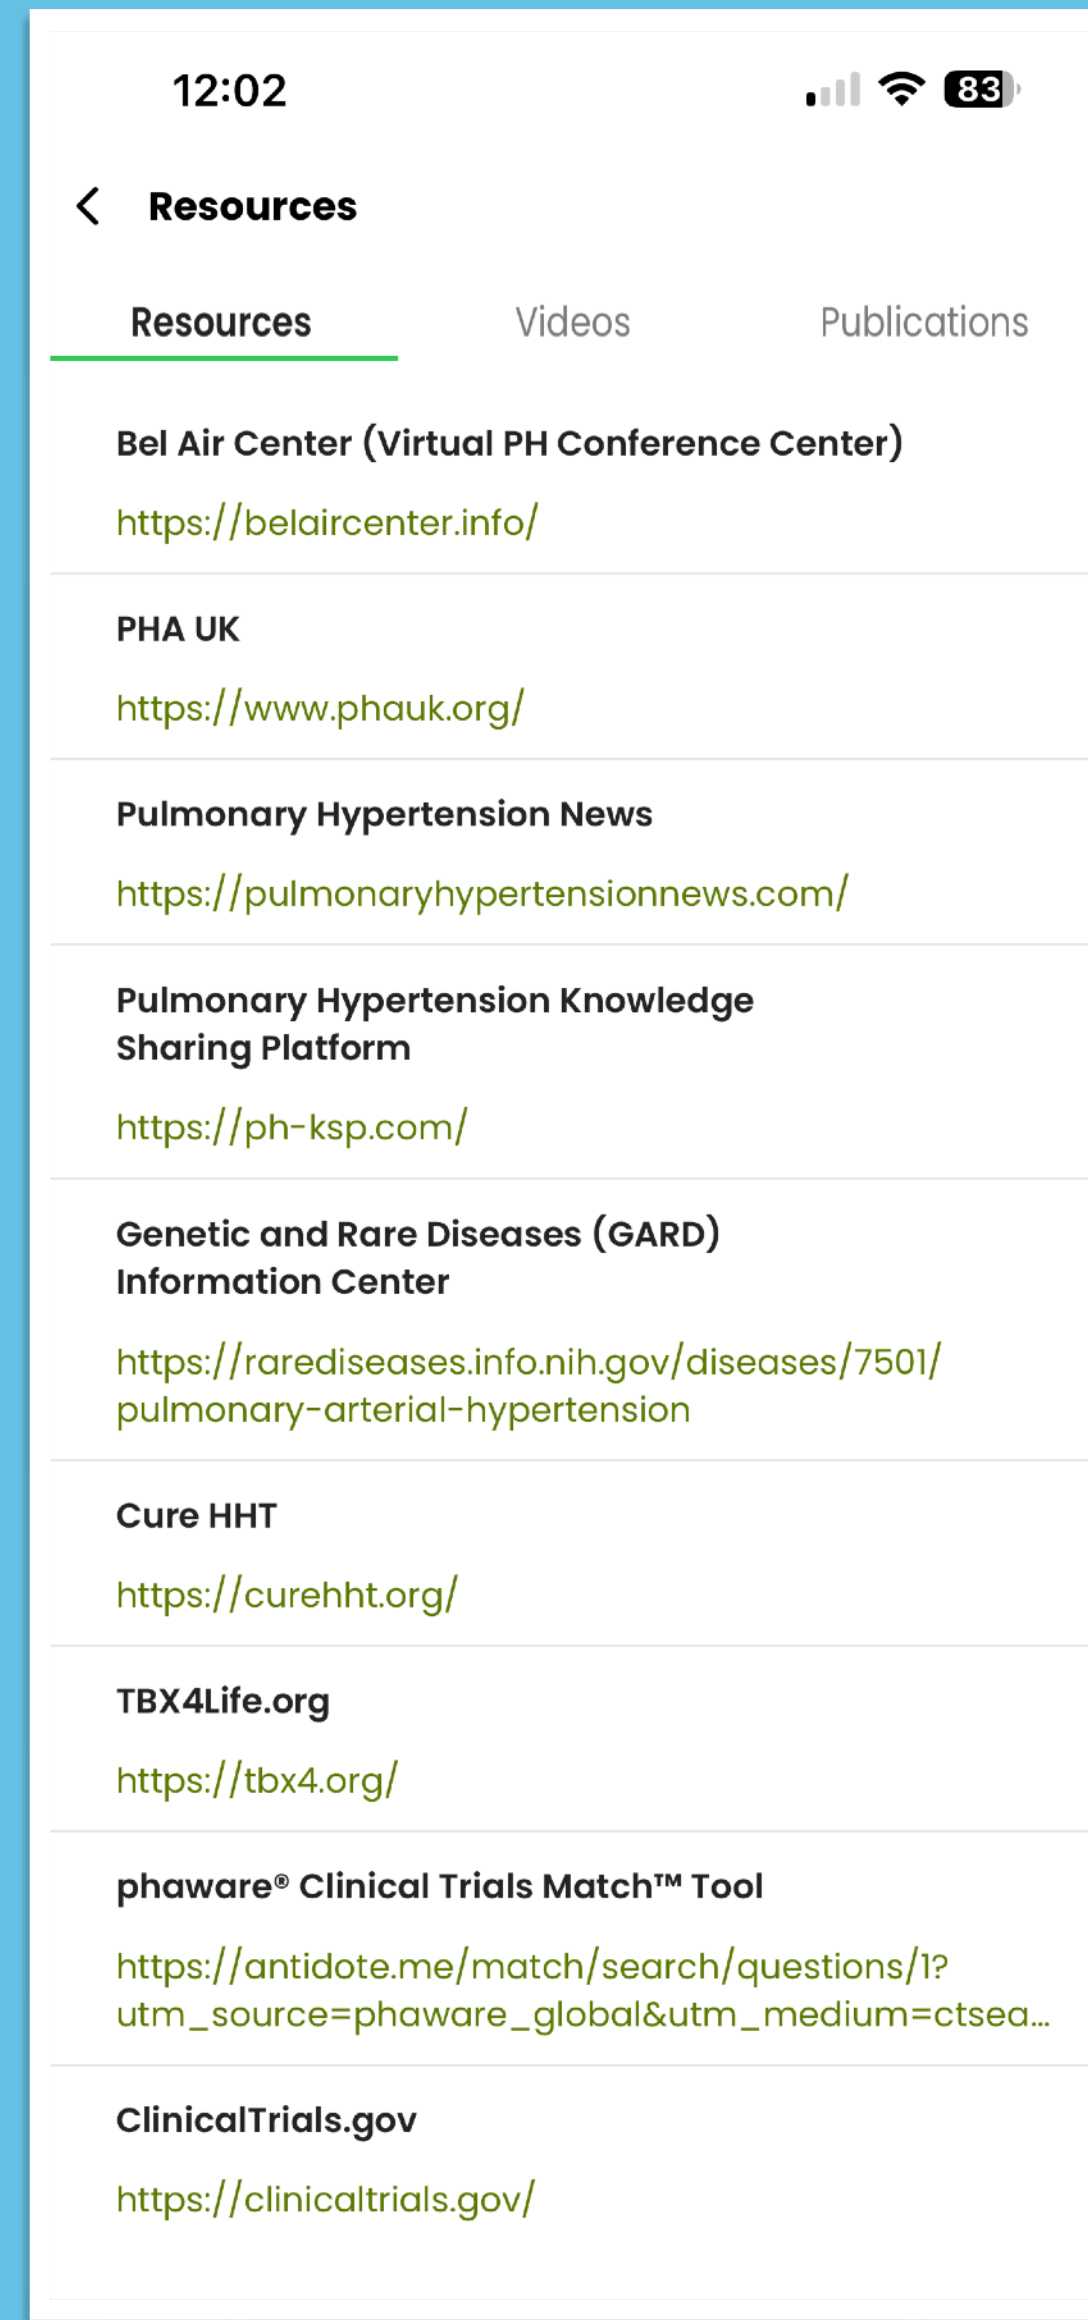 12:02
83
Resources
Resources Videos Publications
Bel Air Center (Virtual PH Conference Center)
https://belaircenter.info/
PHA UK
https://www.phauk.org/
Pulmonary Hypertension News
https://pulmonaryhypertensionnews.com/
Pulmonary Hypertension Knowledge
Sharing Platform
https://ph-ksp.com/
Genetic and Rare Diseases (GARD)
Information Center
https://rarediseases.info.nih.gov/diseases/7501/
pulmonary-arterial-hypertension
Cure HHT
https://curehht.org/
TBX4Life.org
https://tbx4.org/
phaware® Clinical Trials Match™ Tool
https://antidote.me/match/search/questions/1?
utm_source=phaware_global&utm_medium=ctsea...
ClinicalTrials.gov
https://clinicaltrials.gov/